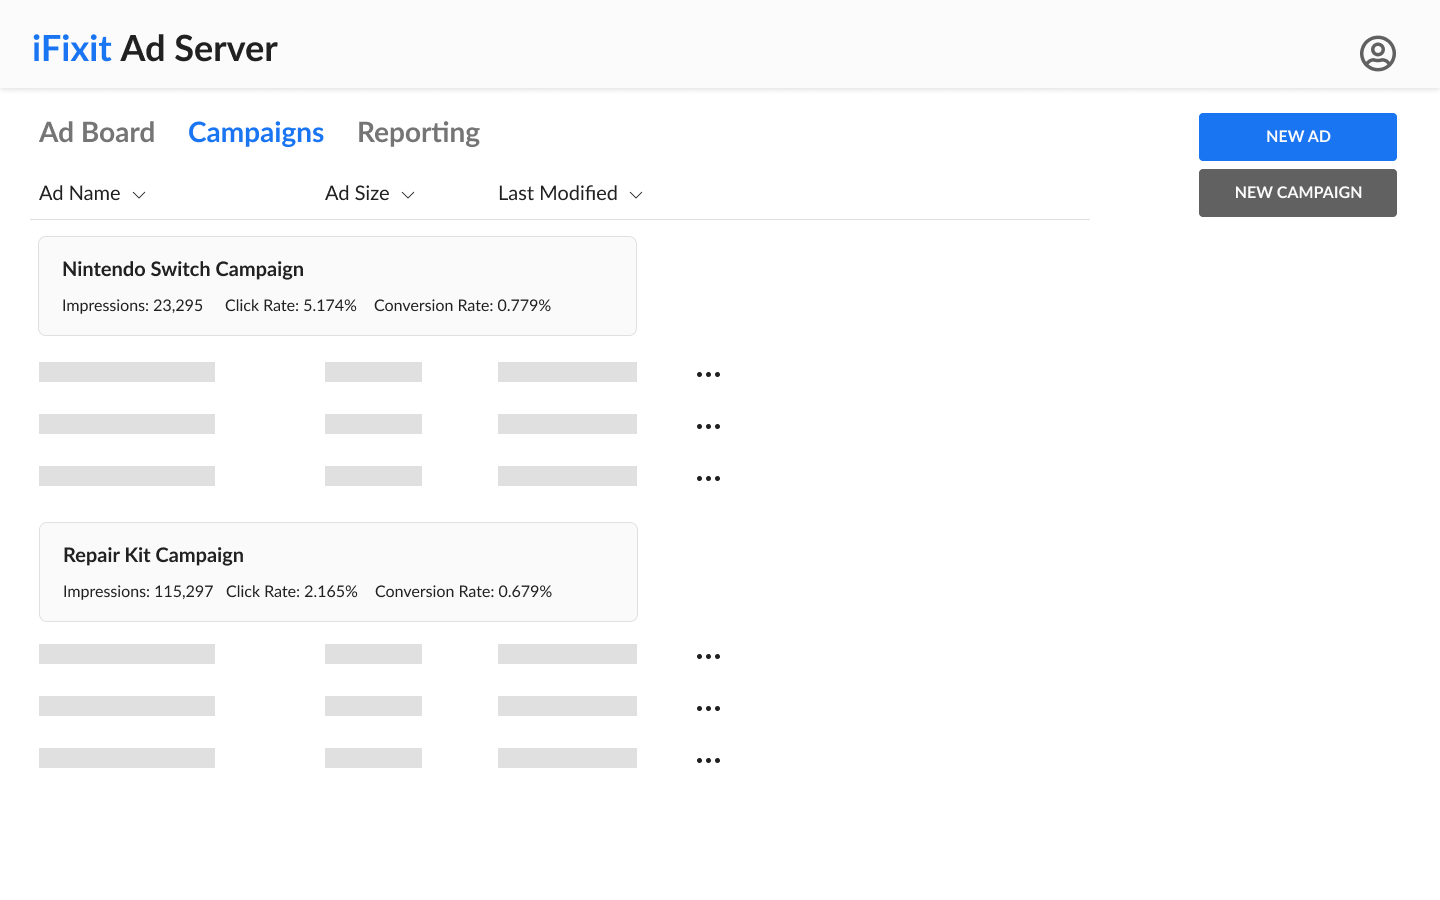 iFixit Ad Server
Ad Board Campaigns Reporting
NEW AD
Ad Name Ad Size Last Modified
NEW CAMPAIGN
Nintendo Switch Campaign
Impressions: 23,295 Click Rate: 5.174% Conversion Rate: 0.779%
Repair Kit Campaign
Impressions: 115,297 Click Rate: 2.165% Conversion Rate: 0.679%